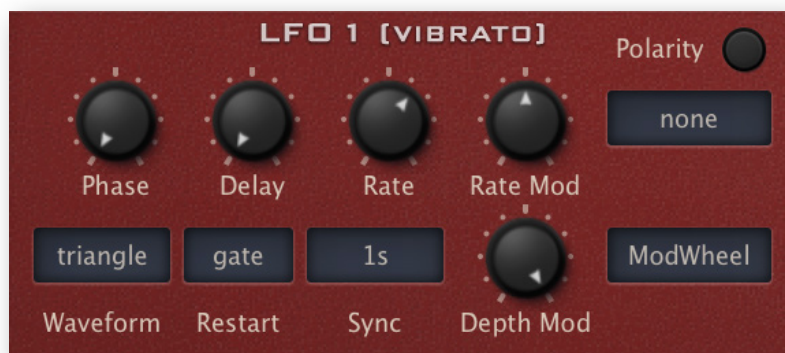 LFO 1 (VIBRATO)
Polarity
none
Phase Delay Rate Rate Mod
triangle gate 1s ModWheel
Waveform Restart Sync Depth Mod